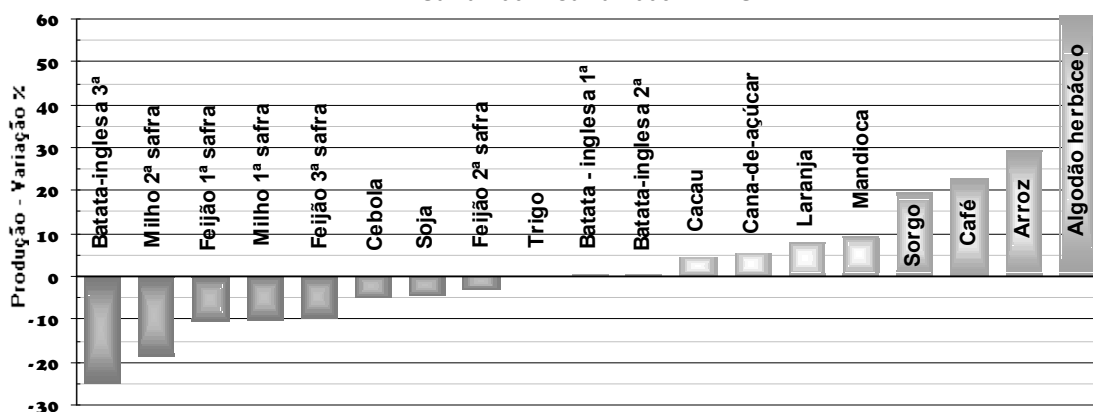 Produção - Variação %
60
50
40
30
20
10
0
-10
-20
-30
Batata-inglesa 3ª
Milho 2ª safra
Feijão 1ª safra
Milho 1ª safra
Feijão 3ª safra
Cebola
Soja
Feijão 2ª safra
Trigo
Batata - inglesa 1ª
Batata-inglesa 2ª
Cacau
Cana-de-açúcar
Laranja
Mandioca
Sorgo
Café
Arroz
Algodão herbáceo